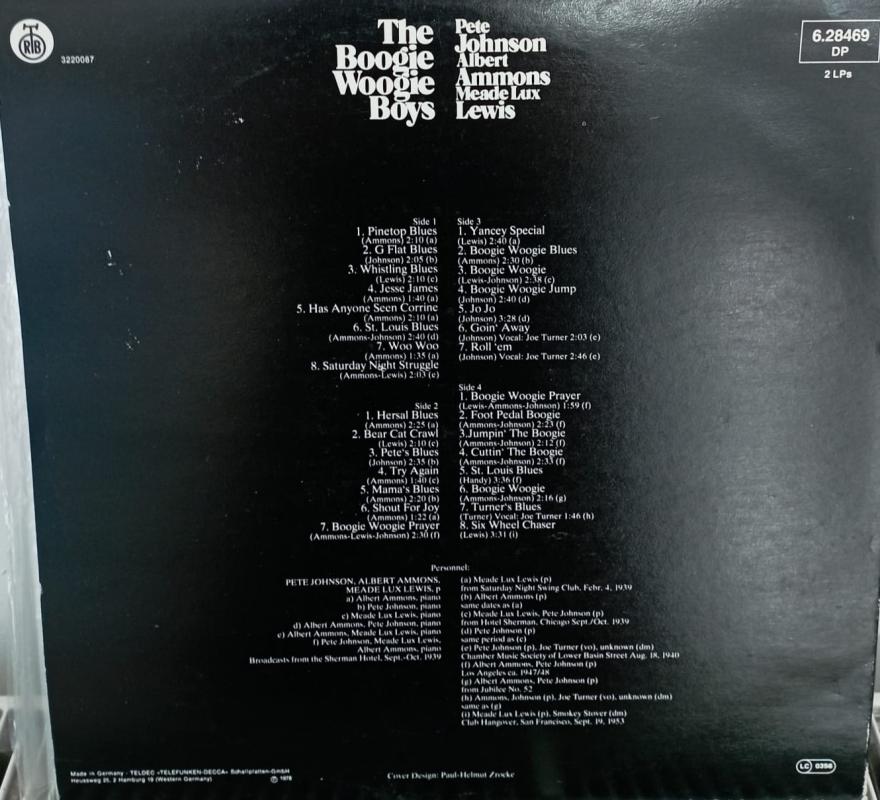 RTB
3220087
The
Boogie
Woogie
Boys
Pete
Johnson
Albert
Ammons
Meade Lux
Lewis
6.28469
DP
2 LPs
Side 1
1. Pinetop Blues
(Ammons) 2:10 (a)
2. G Flat Blues
(Johnson) 2:05 (b)
3. Whistling Blues
(Lewis) 2:10 (c)
4. Jesse James
(Ammons) 1:40 (a)
5. Has Anyone Seen Corrine
(Ammons) 2:10 (a)
6. St. Louis Blues
(Ammons-Johnson) 2:40 (d)
7. Woo Woo
(Ammons) 1:35 (a)
8. Saturday Night Struggle
(Ammons-Lewis) 2:03 (e)
Side 2
1. Hersal Blues
(Ammons) 2:25 (a)
2. Bear Cat Crawl
(Lewis) 2:10 (c)
3. Pete's Blues
(Johnson) 2:35 (b)
4. Try Again
(Ammons) 1:40 (c)
5. Mama's Blues
(Ammons) 2:20 (b)
6. Shout For Joy
(Ammons) 1:22 (a)
7. Boogie Woogie Prayer
(Ammons-Lewis-Johnson) 2:30 (f)
Side 3
1. Yancey Special
(Lewis) 2:40 (a)
2. Boogie Woogie Blues
(Ammons) 2:30 (b)
3. Boogie Woogie
(Lewis-Johnson) 2:38 (c)
4. Boogie Woogie Jump
(Johnson) 2:40 (d)
5. Jo Jo
(Johnson) 3:28 (d)
6. Goin' Away
(Johnson) Vocal: Joe Turner 2:03 (e)
7. Roll 'em
(Johnson) Vocal: Joe Turner 2:46 (e)
Side 4
1. Boogie Woogie Prayer
(Lewis-Ammons-Johnson) 1:59 (f)
2. Foot Pedal Boogie
(Ammons-Johnson) 2:23 (f)
3.Jumpin' The Boogie
(Ammons-Johnson) 2:12 (f)
4. Cuttin' The Boogie
(Ammons-Johnson) 2:33 (f)
5. St. Louis Blues
(Handy) 3:36 (f)
6. Boogie Woogie
(Ammons-Johnson) 2:16 (g)
7. Turner's Blues
(Turner) Vocal: Joe Turner 1:46 (h)
8. Six Wheel Chaser
(Lewis) 3:31 (i)
Personnel:
PETE JOHNSON, ALBERT AMMONS,
MEADE LUX LEWIS, p
a) Albert Ammons, piano
b) Pete Johnson, piano
c) Meade Lux Lewis, piano
d) Albert Ammons, Pete Johnson, piano
e) Albert Ammons, Meade Lux Lewis, piano
f) Pete Johnson, Meade Lux Lewis,
Albert Ammons, piano
Broadcasts from the Sherman Hotel, Sept.-Oct. 1939
(a) Meade Lux Lewis (p)
from Saturday Night Swing Club, Febr. 4, 1939
(b) Albert Ammons (p)
same dates as (a)
(c) Meade Lux Lewis, Pete Johnson (p)
from Hotel Sherman, Chicago Sept./Oct. 1939
(d) Pete Johnson (p)
same period as (c)
(e) Pete Johnson (p), Joe Turner (vo), unknown (dm)
Chamber Music Society of Lower Basin Street Aug. 18, 1940
(f) Albert Ammons, Pete Johnson (p)
Los Angeles ca. 1947/48
(g) Albert Ammons, Pete Johnson (p)
from Jubilee No. 52
(h) Ammons, Johnson (p), Joe Turner (vo), unknown (dm)
same as (g)
(i) Meade Lux Lewis (p), Smokey Stover (dm)
Club Hangover, San Francisco, Sept. 19, 1953
Made in Germany · TELDEC »TELEFUNKEN-DECCA« Schallplatten-GmbH
Heussweg 25, 2 Hamburg 19 (Western Germany) Ⓟ 1978
Cover Design: Paul-Helmut Zrocke
LC 0366